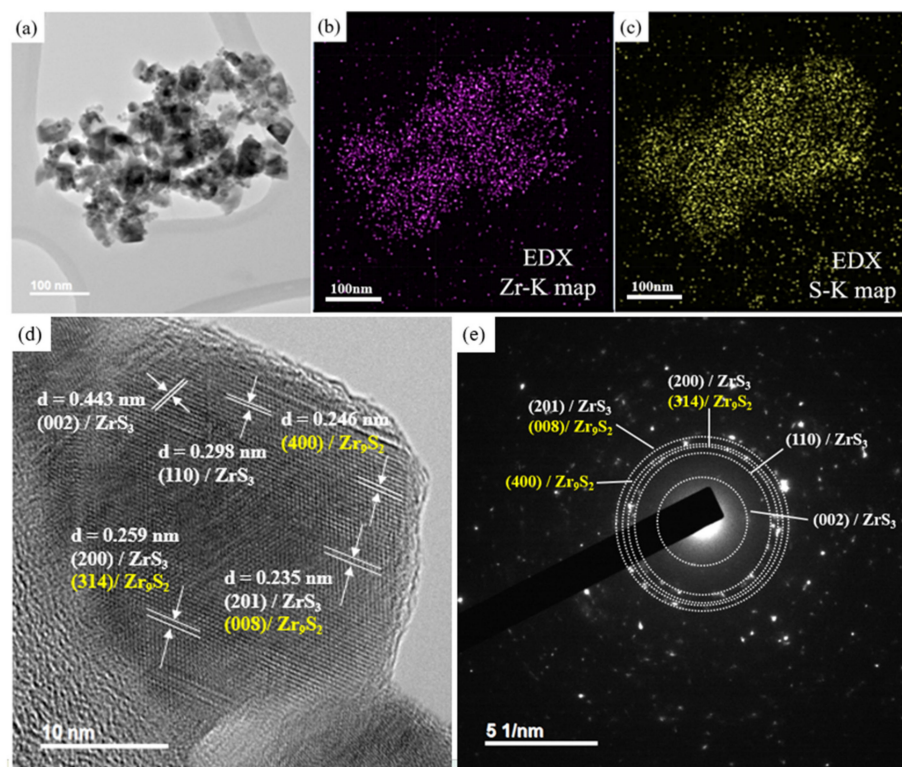 (a)
100 nm
(b)
EDX
Zr-K map
100nm
(c)
EDX
S-K map
100nm
(d)
d = 0.443 nm
(002) / ZrS₃
d = 0.298 nm
(110) / ZrS₃
d = 0.246 nm
(400)/ Zr₉S₂
d = 0.259 nm
(200) / ZrS₃
(314)/ Zr₉S₂
d = 0.235 nm
(201) / ZrS₃
(008)/ Zr₉S₂
10 nm
(e)
(200) / ZrS₃
(314)/ Zr₉S₂
(201) / ZrS₃
(008)/ Zr₉S₂
(110) / ZrS₃
(400) / Zr₉S₂
(002) / ZrS₃
5 1/nm